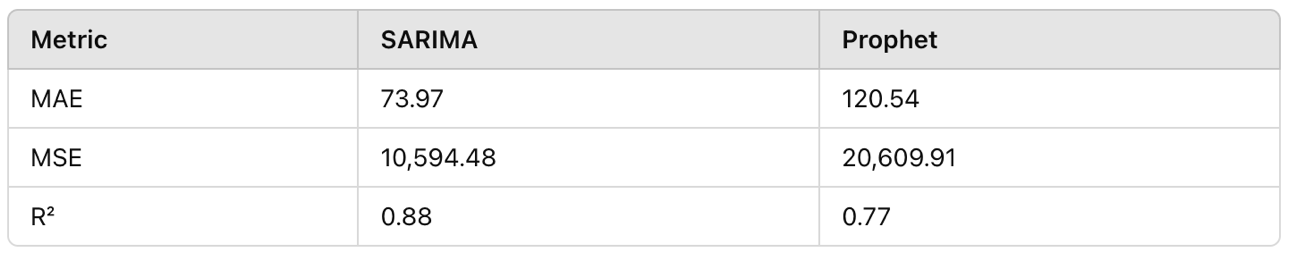 Metric SARIMA Prophet
MAE 73.97 120.54
MSE 10,594.48 20,609.91
R² 0.88 0.77